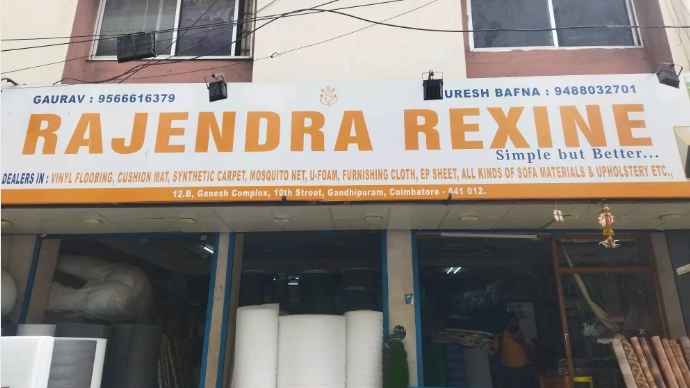 GAURAV : 9566616379
URESH BAFNA : 9488032701
RAJENDRA REXINE
Simple but Better...
DEALERS IN : VINYL FLOORING, CUSHION MAT, SYNTHETIC CARPET, MOSQUITO NET, U-FOAM, FURNISHING CLOTH, EP SHEET, ALL KINDS OF SOFA MATERIALS & UPHOLSTERY ETC.,
12.B, Ganesh Complex, 10th Street, Gandhipuram, Coimbatore - 641 012.